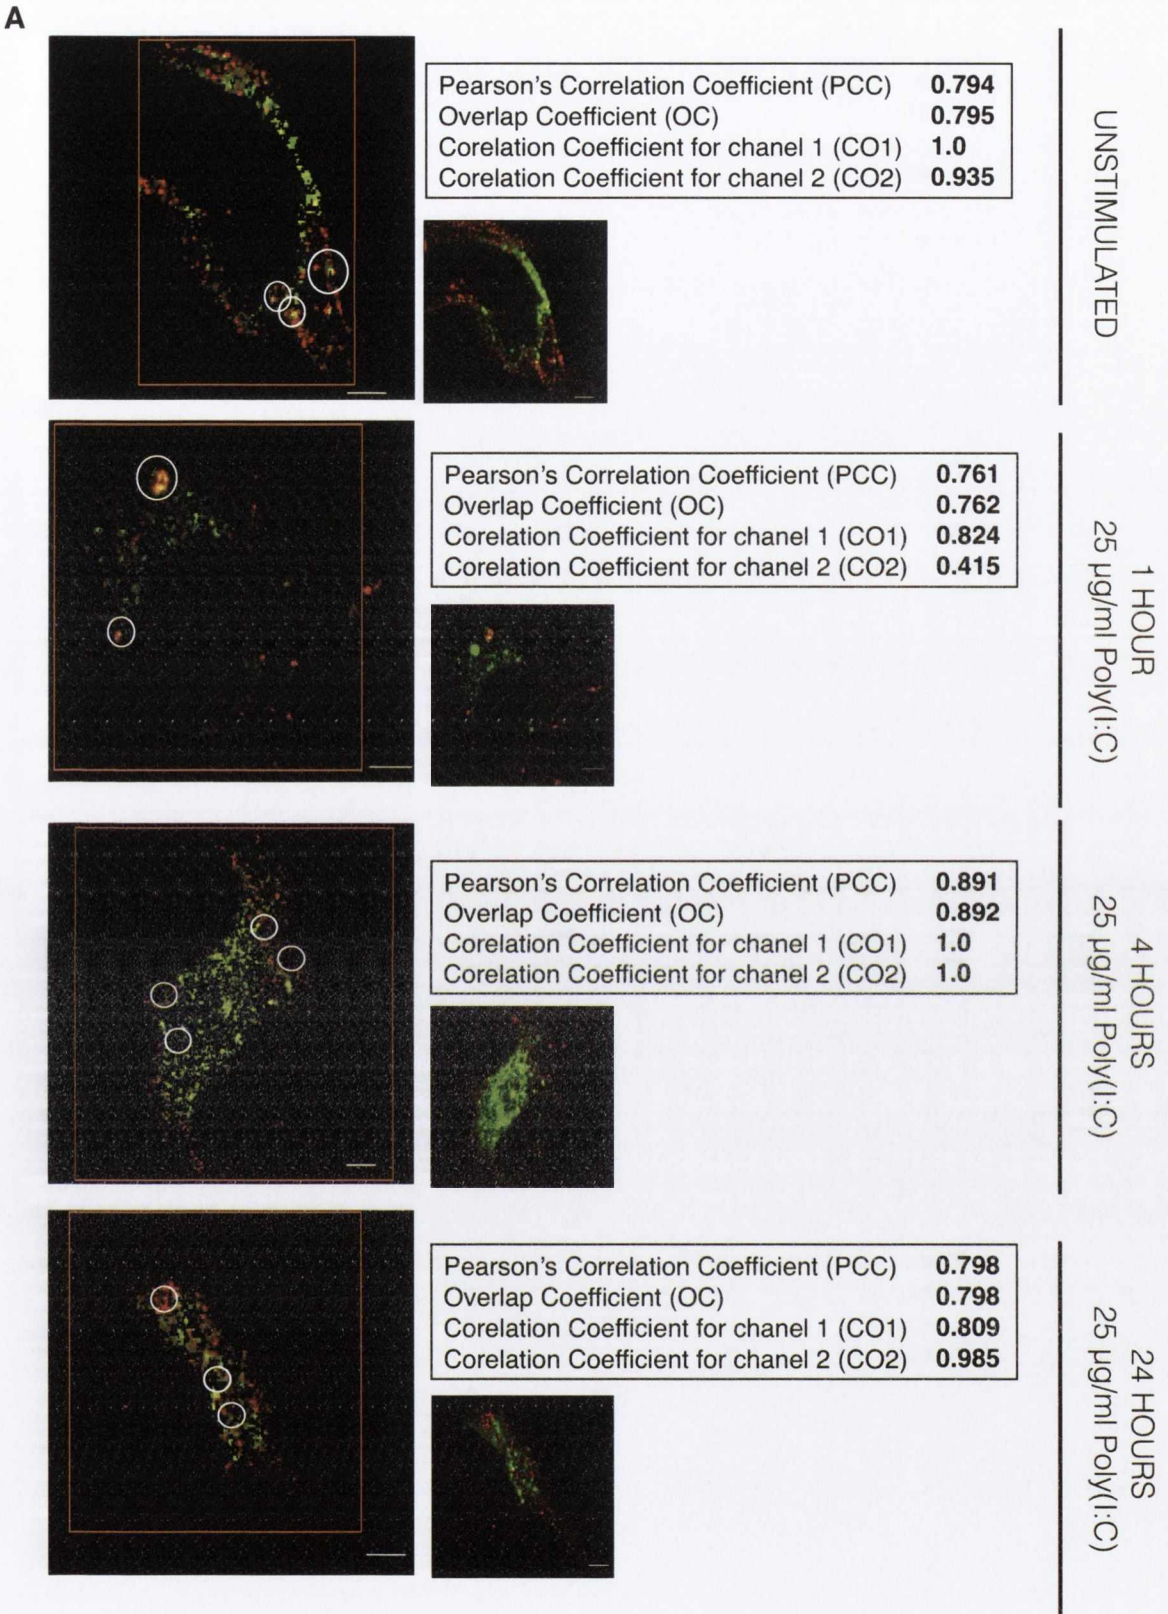 A
Pearson's Correlation Coefficient (PCC) 0.794
Overlap Coefficient (OC) 0.795
Corelation Coefficient for chanel 1 (CO1) 1.0
Corelation Coefficient for chanel 2 (CO2) 0.935
UNSTIMULATED
Pearson's Correlation Coefficient (PCC) 0.761
Overlap Coefficient (OC) 0.762
Corelation Coefficient for chanel 1 (CO1) 0.824
Corelation Coefficient for chanel 2 (CO2) 0.415
1 HOUR
25 µg/ml Poly(I:C)
Pearson's Correlation Coefficient (PCC) 0.891
Overlap Coefficient (OC) 0.892
Corelation Coefficient for chanel 1 (CO1) 1.0
Corelation Coefficient for chanel 2 (CO2) 1.0
4 HOURS
25 µg/ml Poly(I:C)
Pearson's Correlation Coefficient (PCC) 0.798
Overlap Coefficient (OC) 0.798
Corelation Coefficient for chanel 1 (CO1) 0.809
Corelation Coefficient for chanel 2 (CO2) 0.985
24 HOURS
25 µg/ml Poly(I:C)